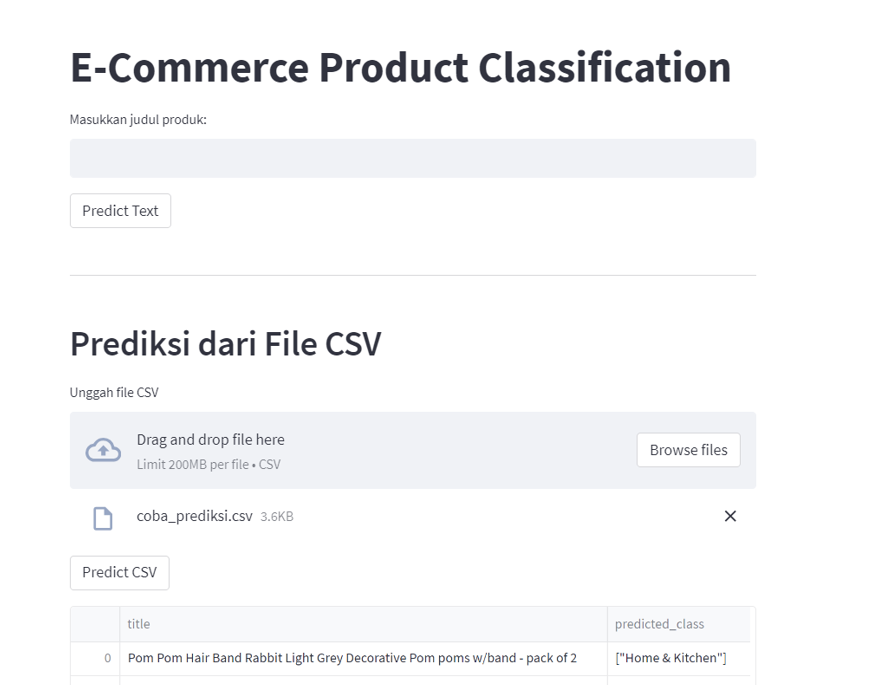 E-Commerce Product Classification
Masukkan judul produk:
Predict Text
Prediksi dari File CSV
Unggah file CSV
Drag and drop file here
Limit 200MB per file • CSV
Browse files
coba_prediksi.csv 3.6KB
Predict CSV
title predicted_class
0 Pom Pom Hair Band Rabbit Light Grey Decorative Pom poms w/band - pack of 2 ["Home & Kitchen"]